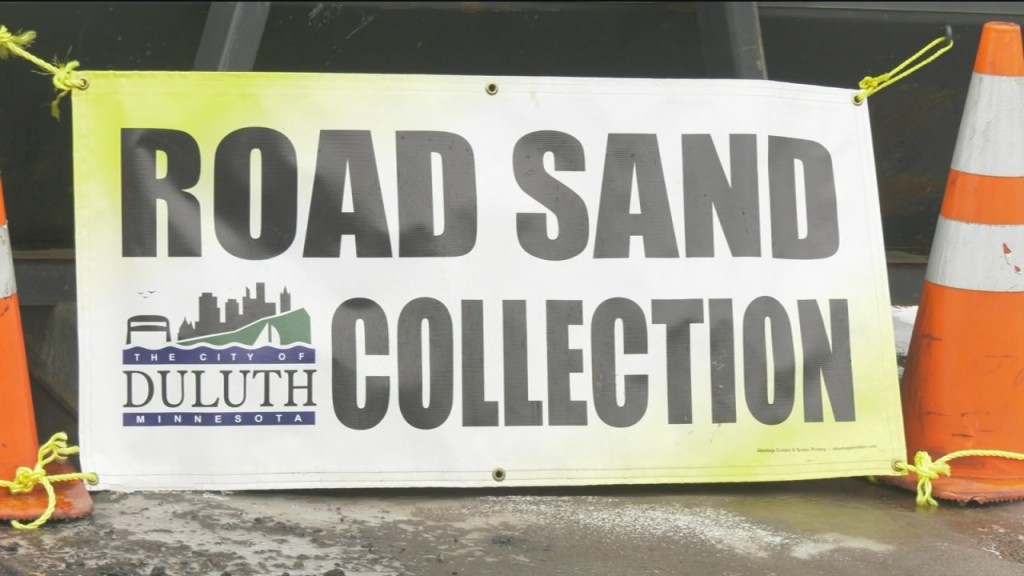 ROAD SAND
COLLECTION
THE CITY OF
DULUTH
MINNESOTA